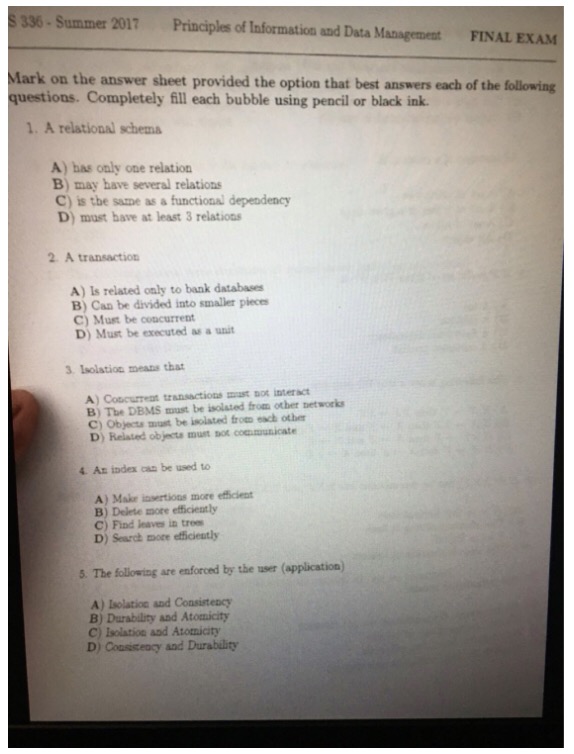 S 336 - Summer 2017 Principles of Information and Data Management FINAL EXAM
Mark on the answer sheet provided the option that best answers each of the following
questions. Completely fill each bubble using pencil or black ink.
1. A relational schema
A) has only one relation
B) may have several relations
C) is the same as a functional dependency
D) must have at least 3 relations
2. A transaction
A) Is related only to bank databases
B) Can be divided into smaller pieces
C) Must be concurrent
D) Must be executed as a unit
3. Isolation means that
A) Concurrent transactions must not interact
B) The DBMS must be isolated from other networks
C) Objects must be isolated from each other
D) Related objects must not communicate
4. An index can be used to
A) Make insertions more efficient
B) Delete more efficiently
C) Find leaves in trees
D) Search more efficiently
5. The following are enforced by the user (application)
A) Isolation and Consistency
B) Durability and Atomicity
C) Isolation and Atomicity
D) Consistency and Durability